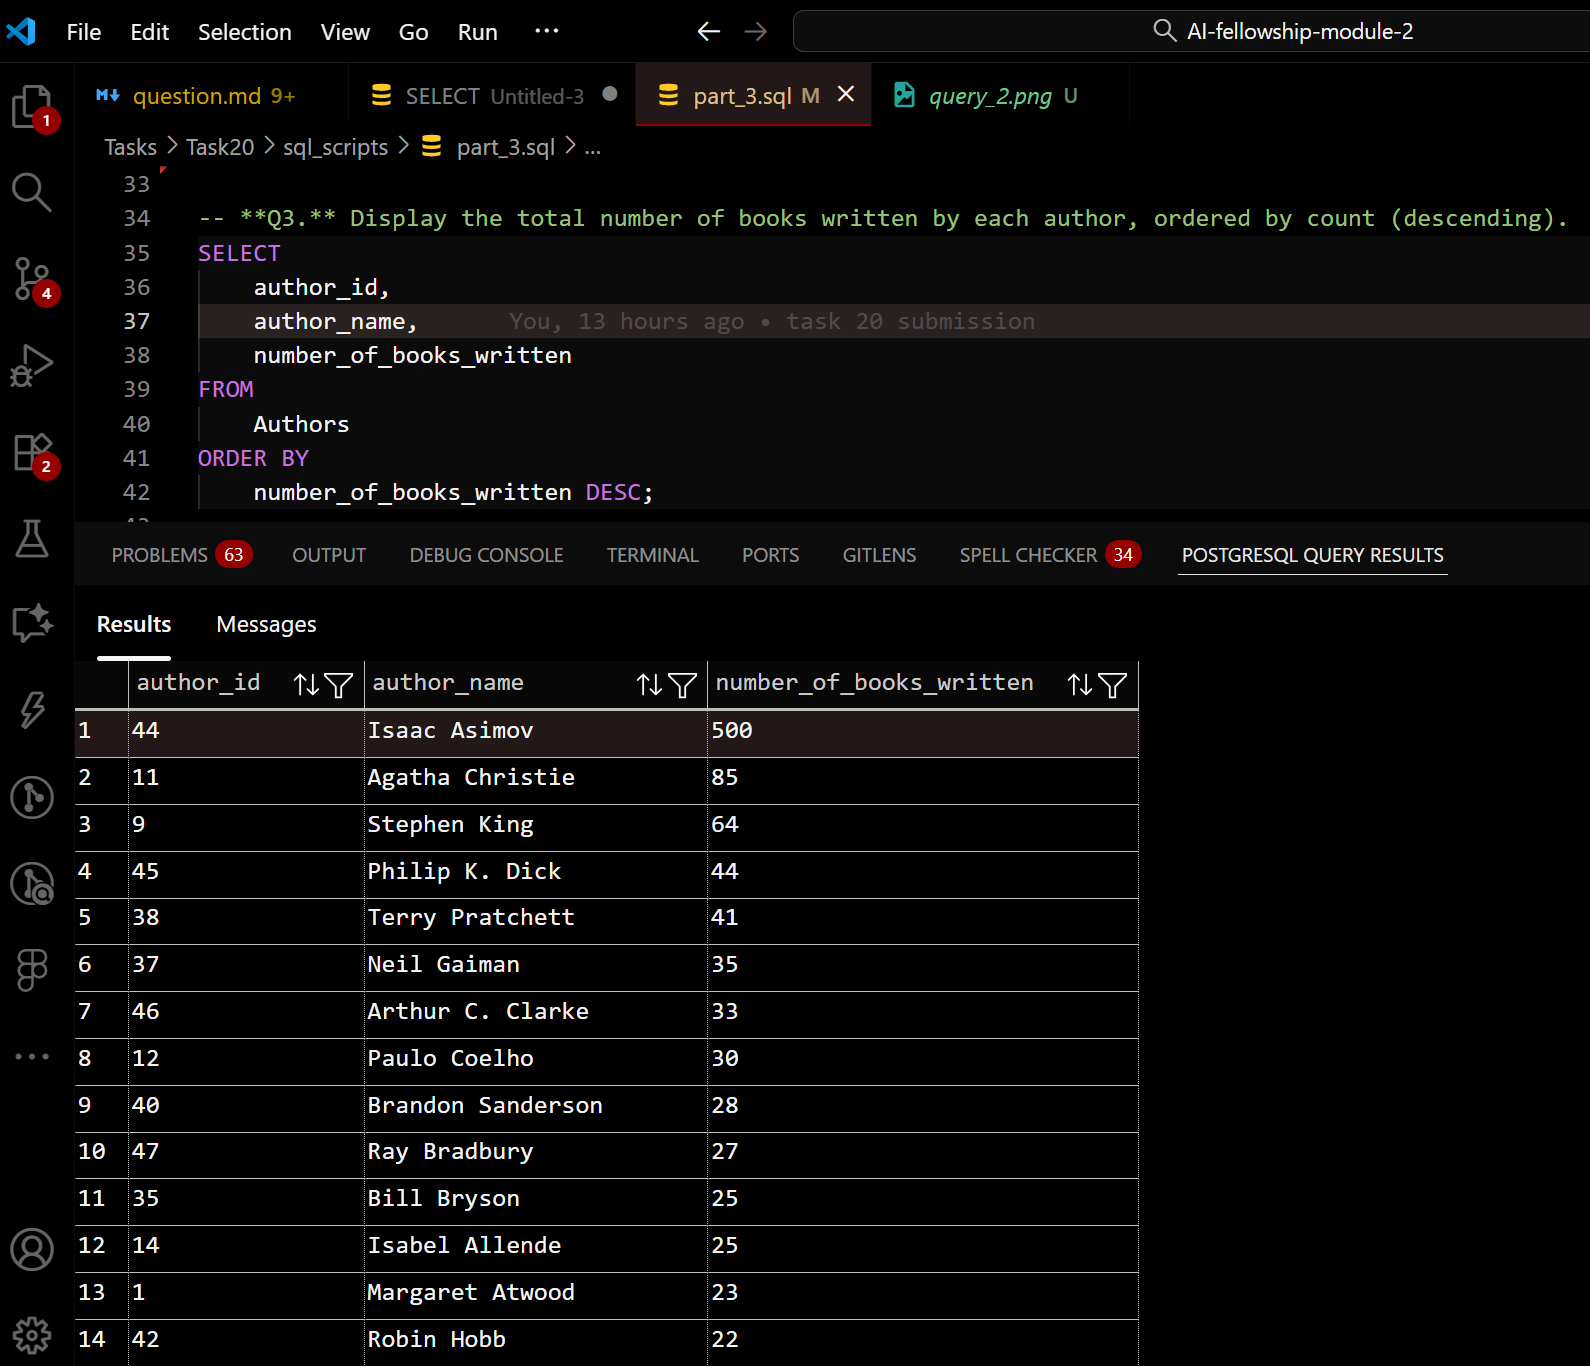 File Edit Selection View Go Run ···
AI-fellowship-module-2
question.md 9+ SELECT Untitled-3 part_3.sql M query_2.png U
Tasks > Task20 > sql_scripts > part_3.sql > ...
1
4
2
33
34 -- **Q3.** Display the total number of books written by each author, ordered by count (descending).
35 SELECT
36 author_id,
37 author_name, You, 13 hours ago • task 20 submission
38 number_of_books_written
39 FROM
40 Authors
41 ORDER BY
42 number_of_books_written DESC;
PROBLEMS 63 OUTPUT DEBUG CONSOLE TERMINAL PORTS GITLENS SPELL CHECKER 34 POSTGRESQL QUERY RESULTS
Results Messages
author_id author_name number_of_books_written
1 44 Isaac Asimov 500
2 11 Agatha Christie 85
3 9 Stephen King 64
4 45 Philip K. Dick 44
5 38 Terry Pratchett 41
6 37 Neil Gaiman 35
7 46 Arthur C. Clarke 33
8 12 Paulo Coelho 30
9 40 Brandon Sanderson 28
10 47 Ray Bradbury 27
11 35 Bill Bryson 25
12 14 Isabel Allende 25
13 1 Margaret Atwood 23
14 42 Robin Hobb 22